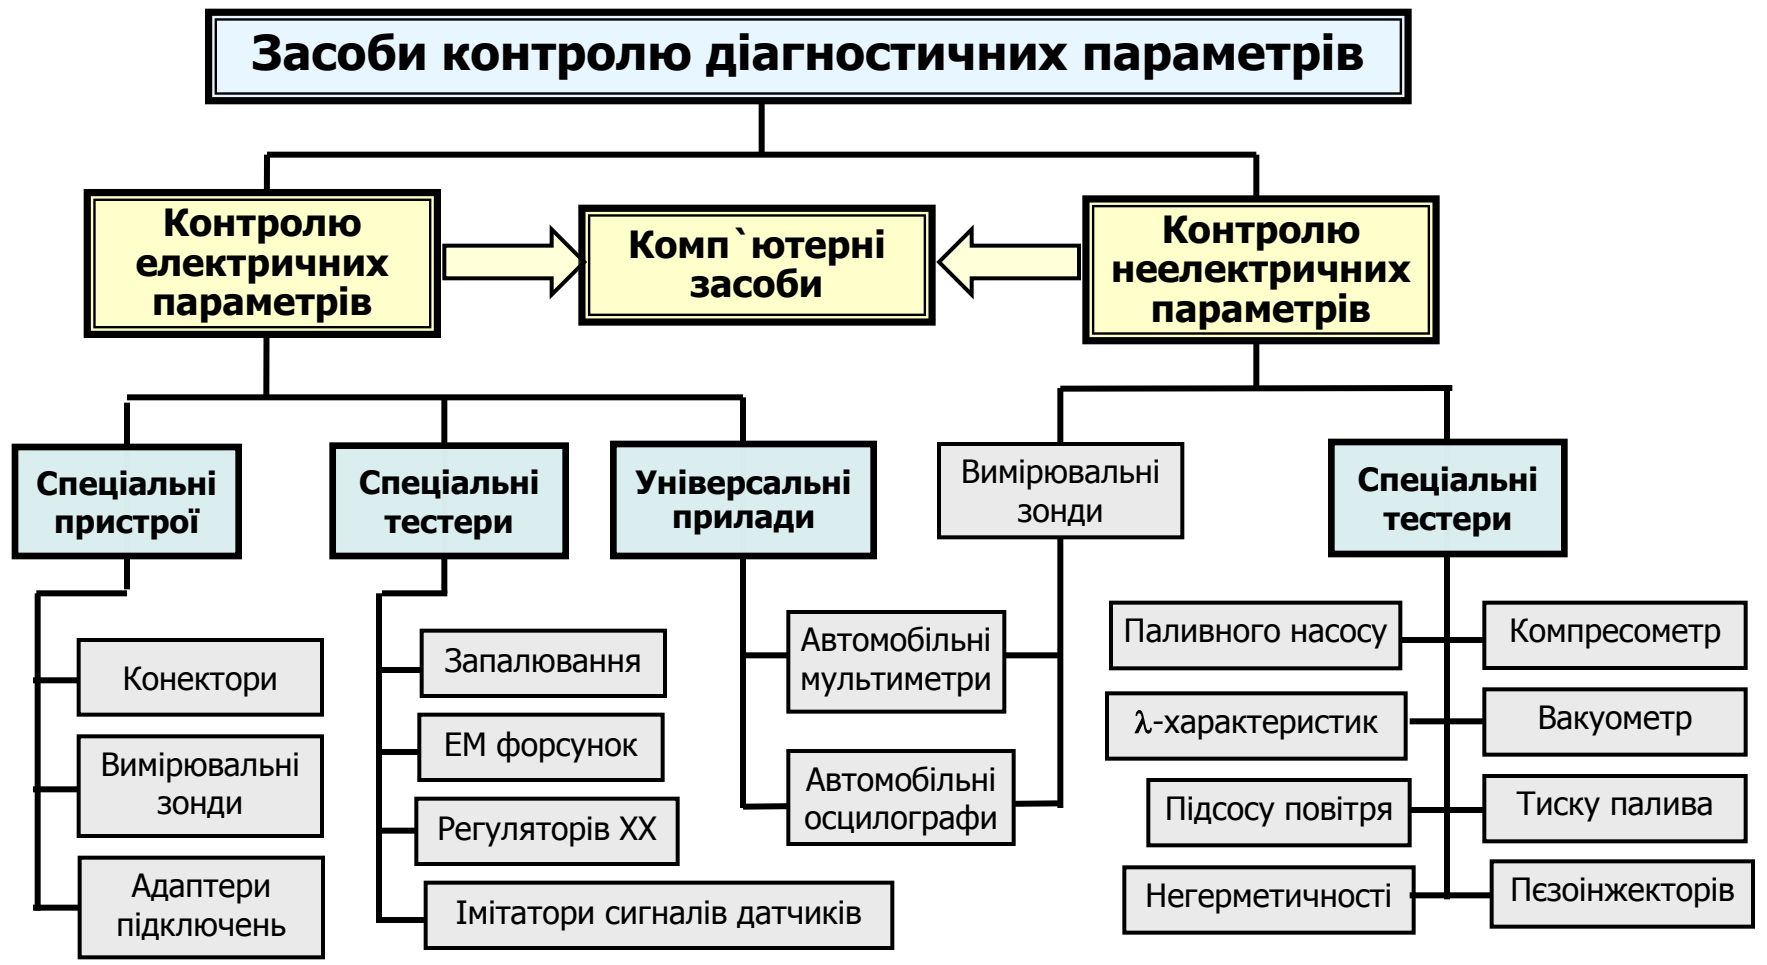 Засоби контролю діагностичних параметрів
Контролю
електричних
параметрів
Комп`ютерні
засоби
Контролю
неелектричних
параметрів
Спеціальні
пристрої
Спеціальні
тестери
Універсальні
прилади
Вимірювальні
зонди
Спеціальні
тестери
Конектори
Вимірювальні
зонди
Адаптери
підключень
Запалювання
ЕМ форсунок
Регуляторів ХХ
Імітатори сигналів датчиків
Автомобільні
мультиметри
Автомобільні
осцилографи
Паливного насосу
λ-характеристик
Підсосу повітря
Негерметичності
Компресометр
Вакуометр
Тиску палива
Пєзоінжекторів